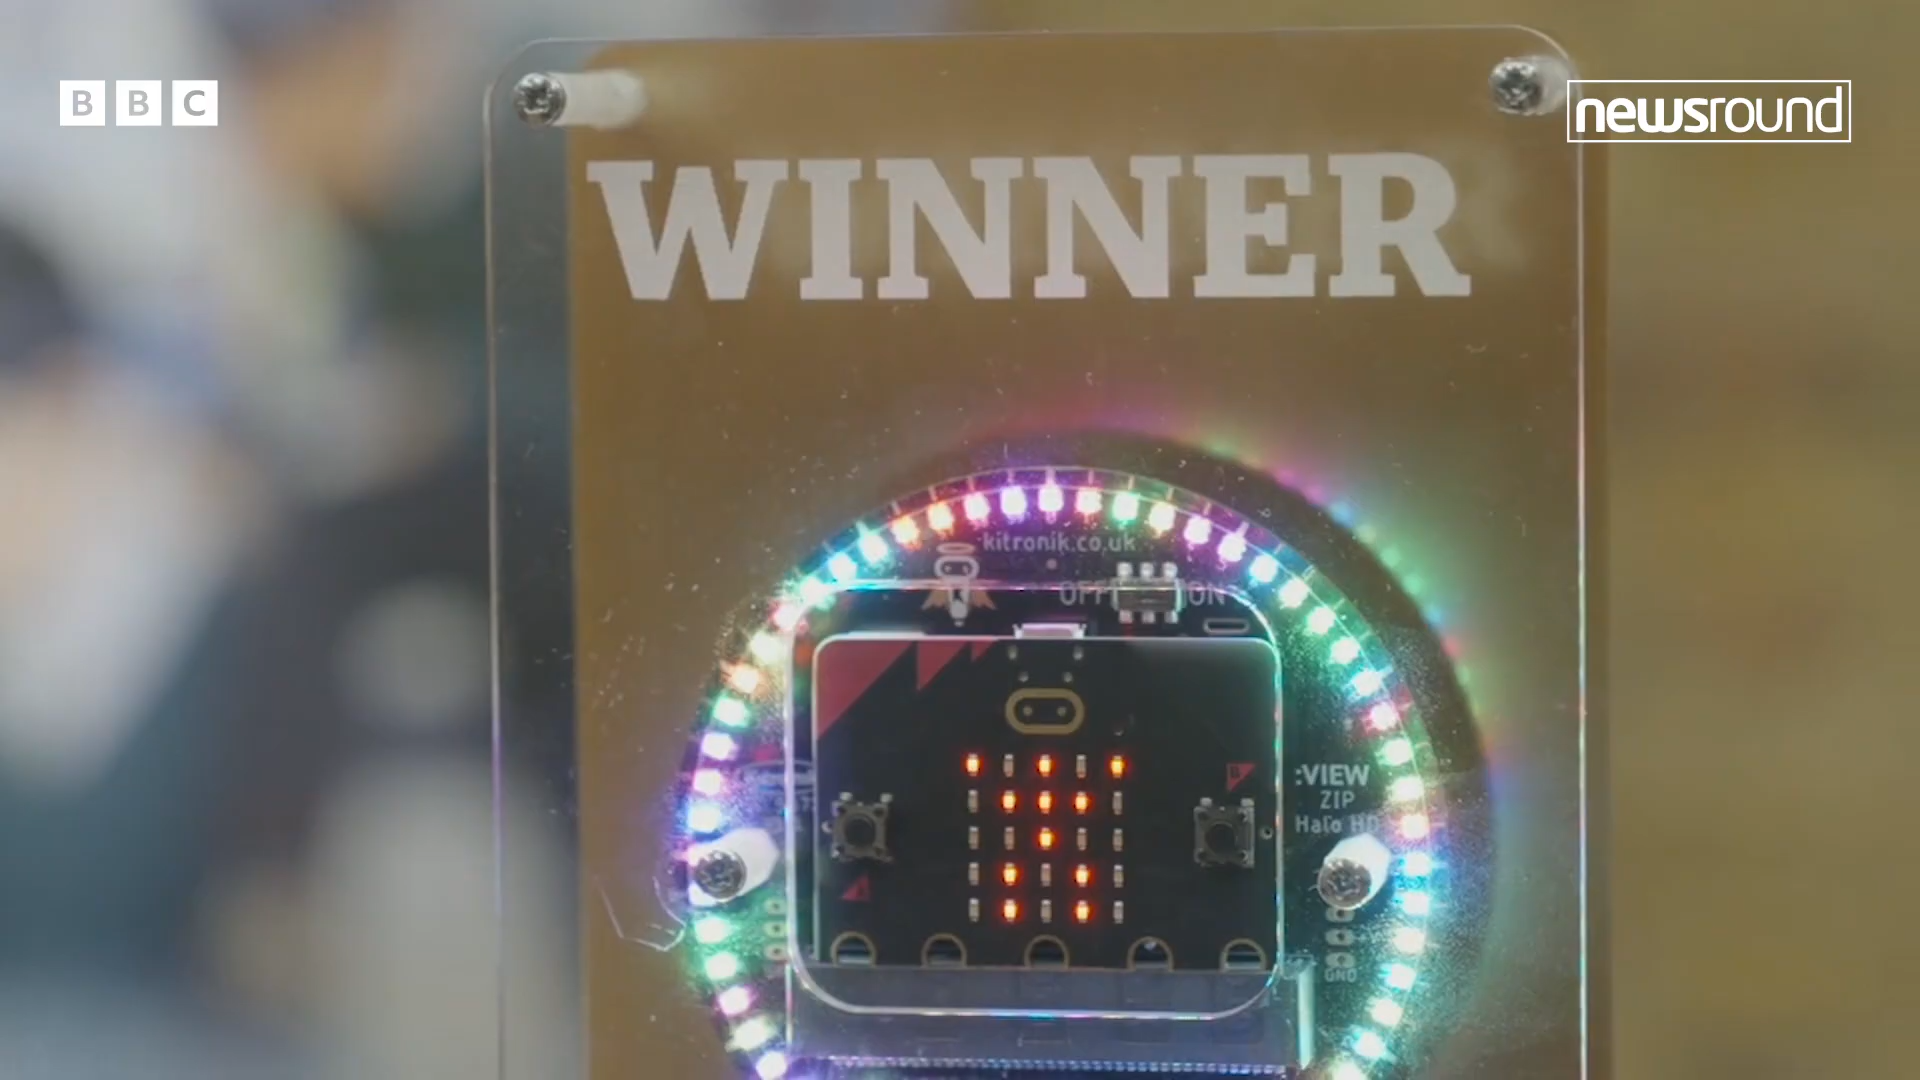 BBC
newsround
WINNER
kitronik.co.uk
OFF ON
B
:VIEW
ZIP
Halo HD
A
GND